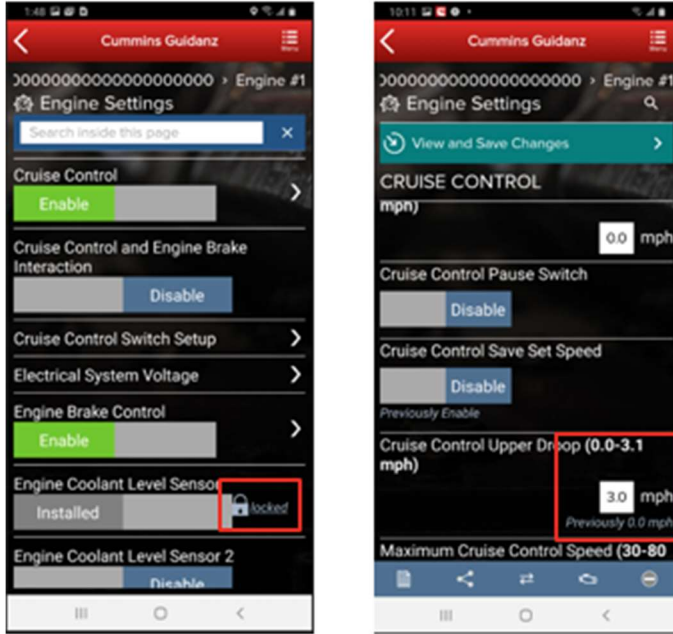 1:48
Cummins Guidanz
Menu
00000000000000000000 › Engine #1
Engine Settings
Search inside this page
Cruise Control
Enable
Cruise Control and Engine Brake
Interaction
Disable
Cruise Control Switch Setup
Electrical System Voltage
Engine Brake Control
Enable
Engine Coolant Level Sensor
Installed
locked
Engine Coolant Level Sensor 2
Disable
10:11
Cummins Guidanz
Menu
00000000000000000000 › Engine #1
Engine Settings
View and Save Changes
CRUISE CONTROL
mph)
0.0 mph
Cruise Control Pause Switch
Disable
Cruise Control Save Set Speed
Disable
Previously Enable
Cruise Control Upper Droop (0.0-3.1
mph)
3.0 mph
Previously 0.0 mph
Maximum Cruise Control Speed (30-80